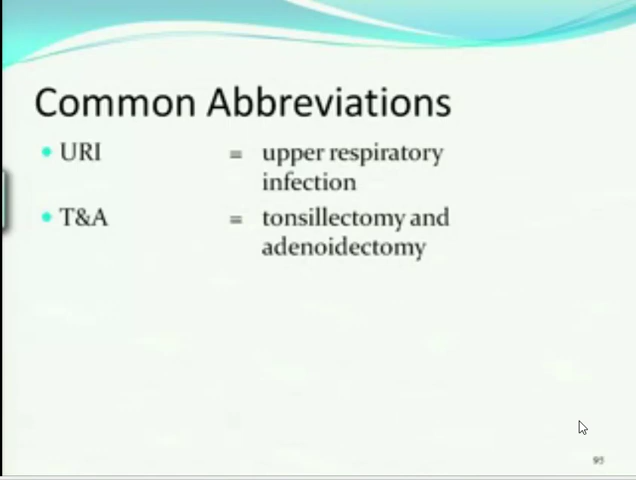 Common Abbreviations
• URI = upper respiratory
infection
• T&A = tonsillectomy and
adenoidectomy
95